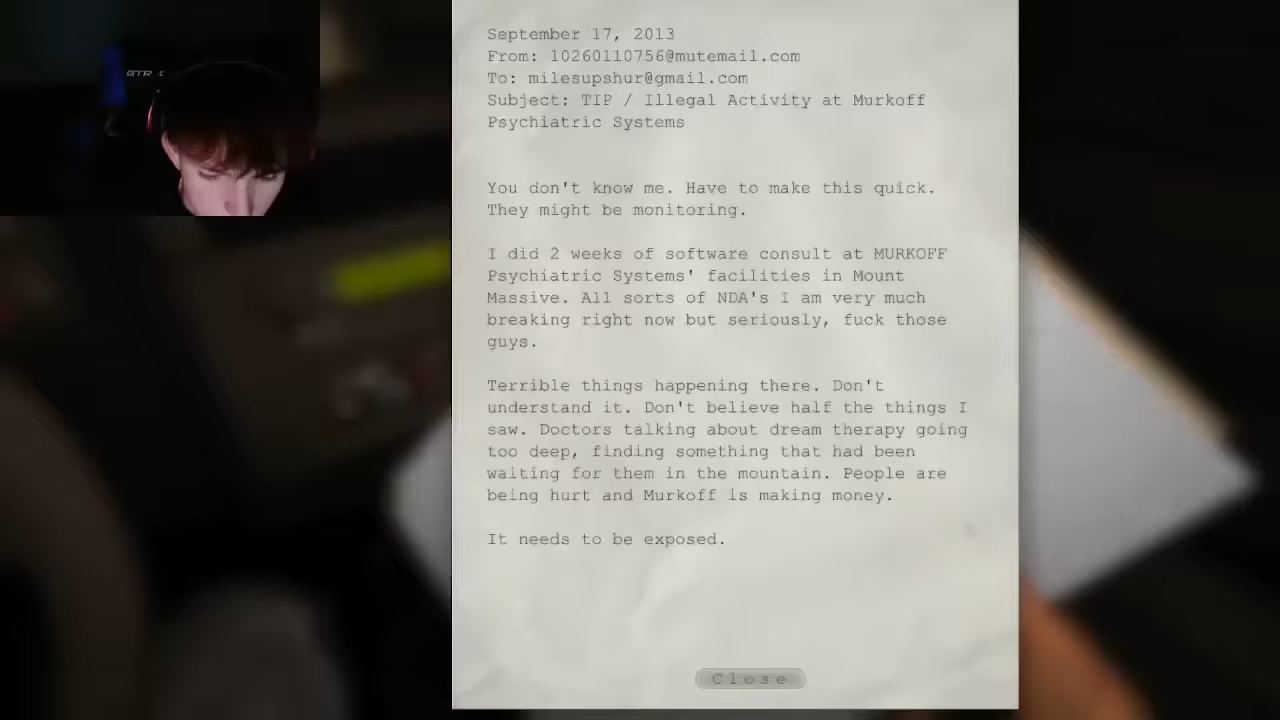 GTR
September 17, 2013
From: 10260110756@mutemail.com
To: milesupshur@gmail.com
Subject: TIP / Illegal Activity at Murkoff
Psychiatric Systems
You don't know me. Have to make this quick.
They might be monitoring.
I did 2 weeks of software consult at MURKOFF
Psychiatric Systems' facilities in Mount
Massive. All sorts of NDA's I am very much
breaking right now but seriously, fuck those
guys.
Terrible things happening there. Don't
understand it. Don't believe half the things I
saw. Doctors talking about dream therapy going
too deep, finding something that had been
waiting for them in the mountain. People are
being hurt and Murkoff is making money.
It needs to be exposed.
Close